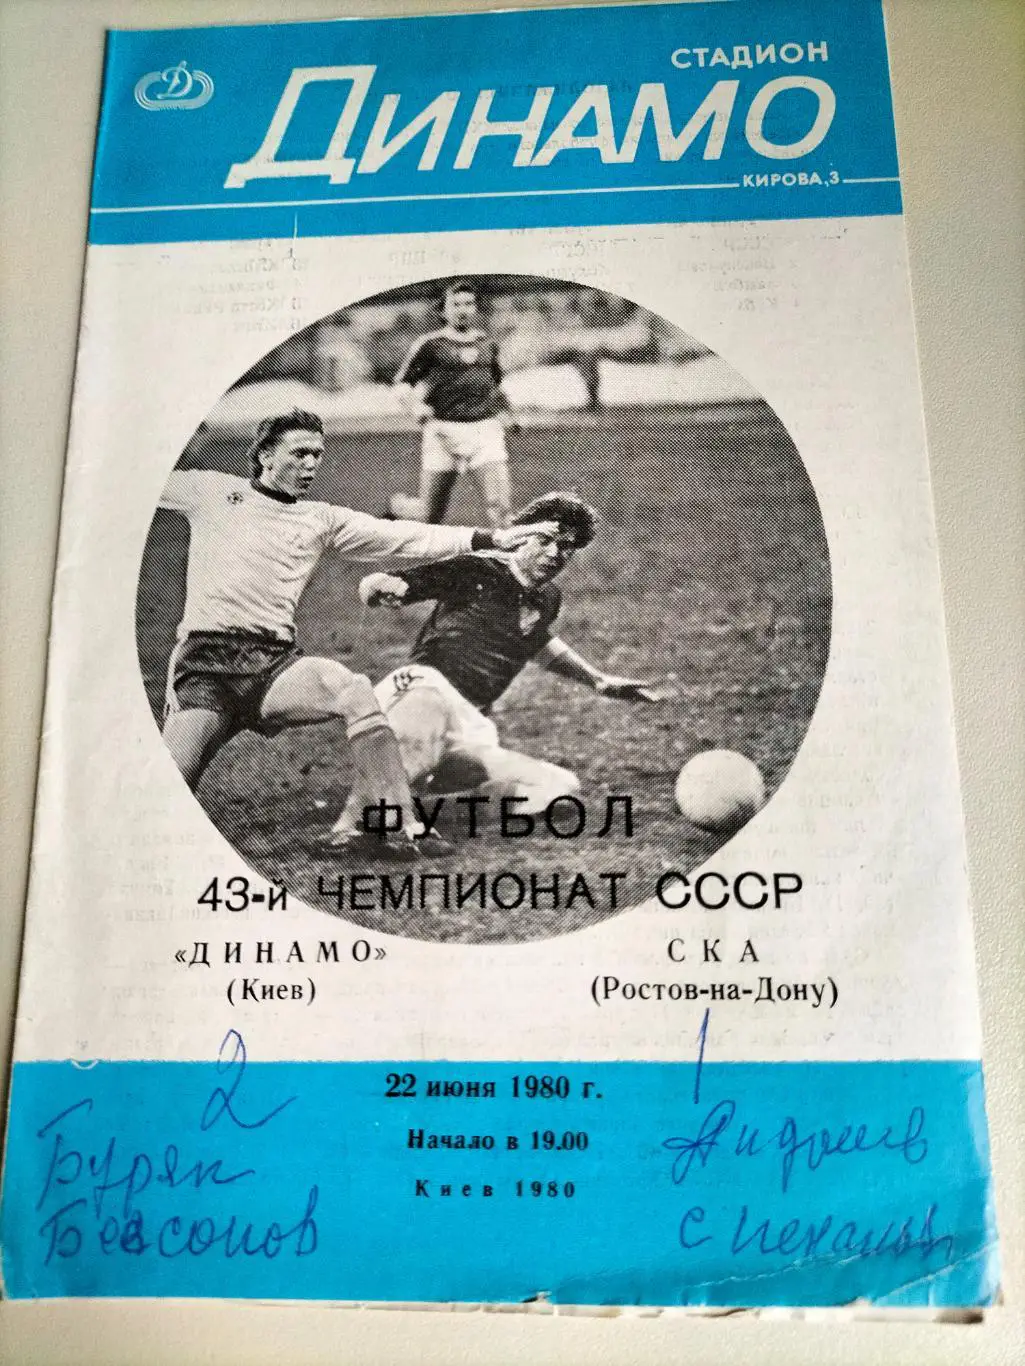 СТАДИОН
ДИНАМО
КИРОВА, 3
ФУТБОЛ
43-й ЧЕМПИОНАТ СССР
«ДИНАМО» СКА
(Киев) (Ростов-на-Дону)
2 1
22 июня 1980 г.
Начало в 19.00
Киев 1980
Буряк
Бессонов